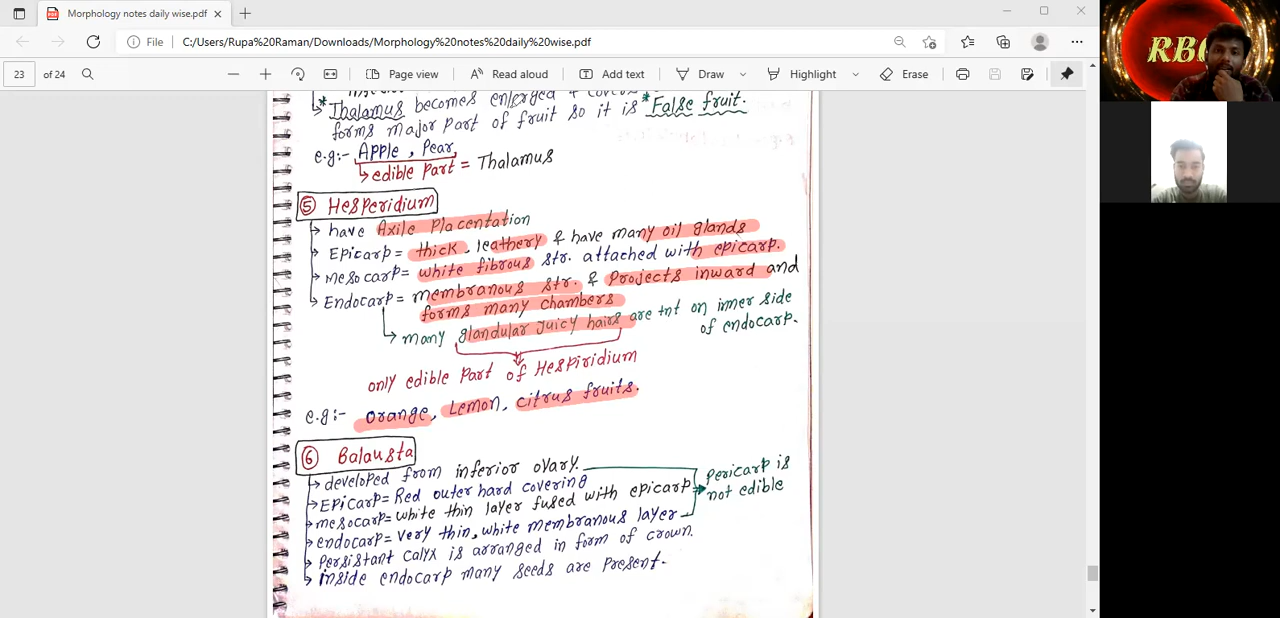 Morphology notes daily wise.pdf
File
C:/Users/Rupa%20Raman/Downloads/Morphology%20notes%20daily%20wise.pdf
23 of 24
Page view
Read aloud
Add text
Draw
Highlight
Erase
RB
*Thalamus becomes enlarged &
forms major part of fruit so it is *False fruit.
e.g:- Apple, Pear
edible part = Thalamus
⑤ Hesperidium
have Axile Placentation
Epicarp = thick, leathery & have many oil glands
mesocarp = white fibrous str. attached with epicarp.
Endocarp = membranous str. & Projects inward and
forms many chambers
many glandular juicy hairs are tnt on inner side
of endocarp.
only edible Part of Hespiridium
e.g:- orange, Lemon, citrus fruits.
⑥ Balausta
developed from inferior ovary.
Epicarp = Red outer hard covering
mesocarp = white thin layer fused with epicarp
endocarp = very thin, white membranous layer
Pericarp is
not edible
Persistant calyx is arranged in form of crown.
inside endocarp many seeds are present.